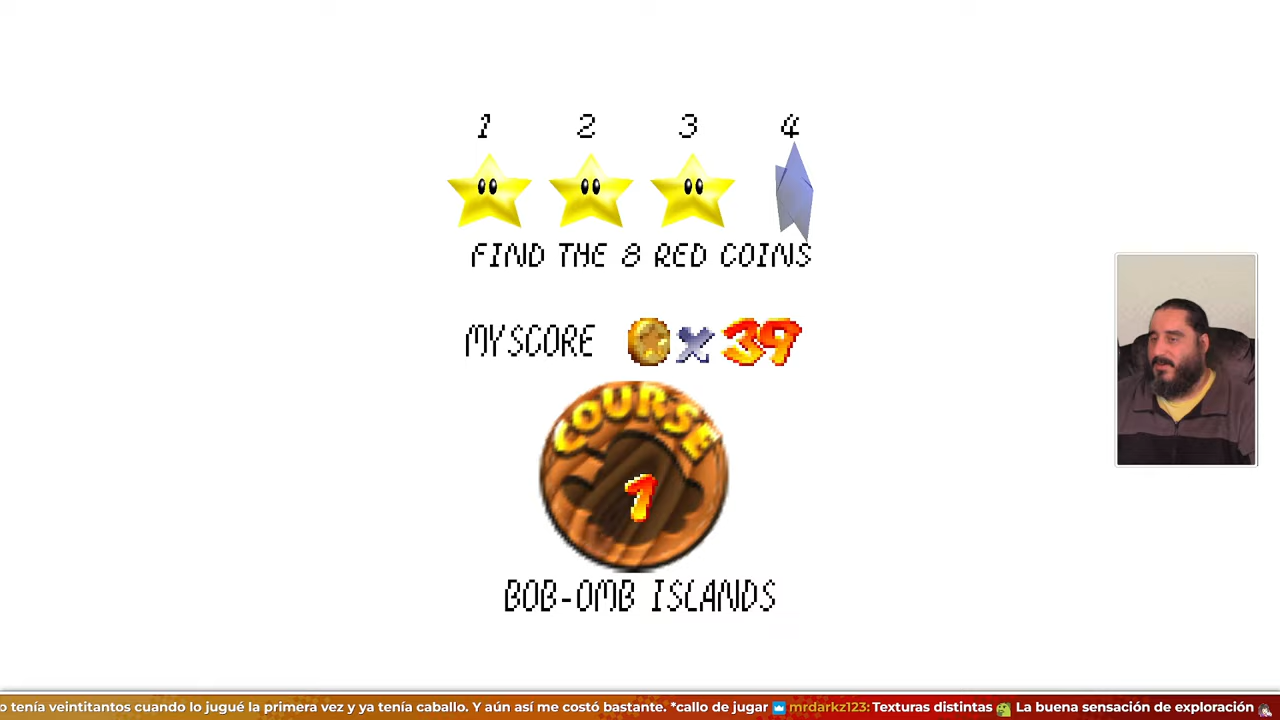 1 2 3 4
FIND THE 8 RED COINS
MY SCORE × 39
COURSE
1
BOB-OMB ISLANDS
o tenía veintitantos cuando lo jugué la primera vez y ya tenía caballo. Y aún así me costó bastante. *callo de jugar mrdarkz123: Texturas distintas La buena sensación de exploración